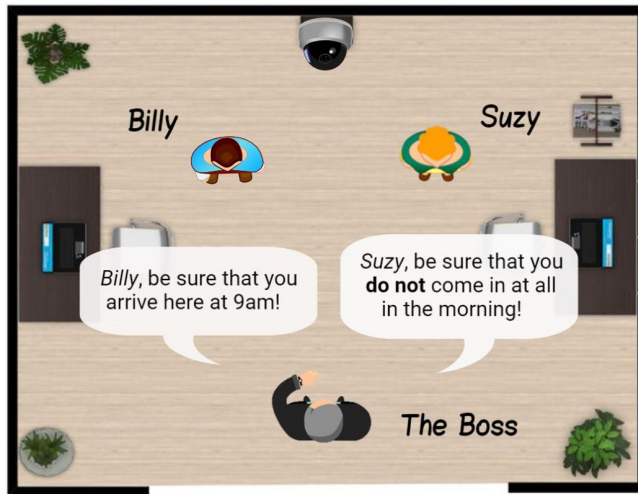 Billy
Suzy
Billy, be sure that you
arrive here at 9am!
Suzy, be sure that you
do not come in at all
in the morning!
The Boss